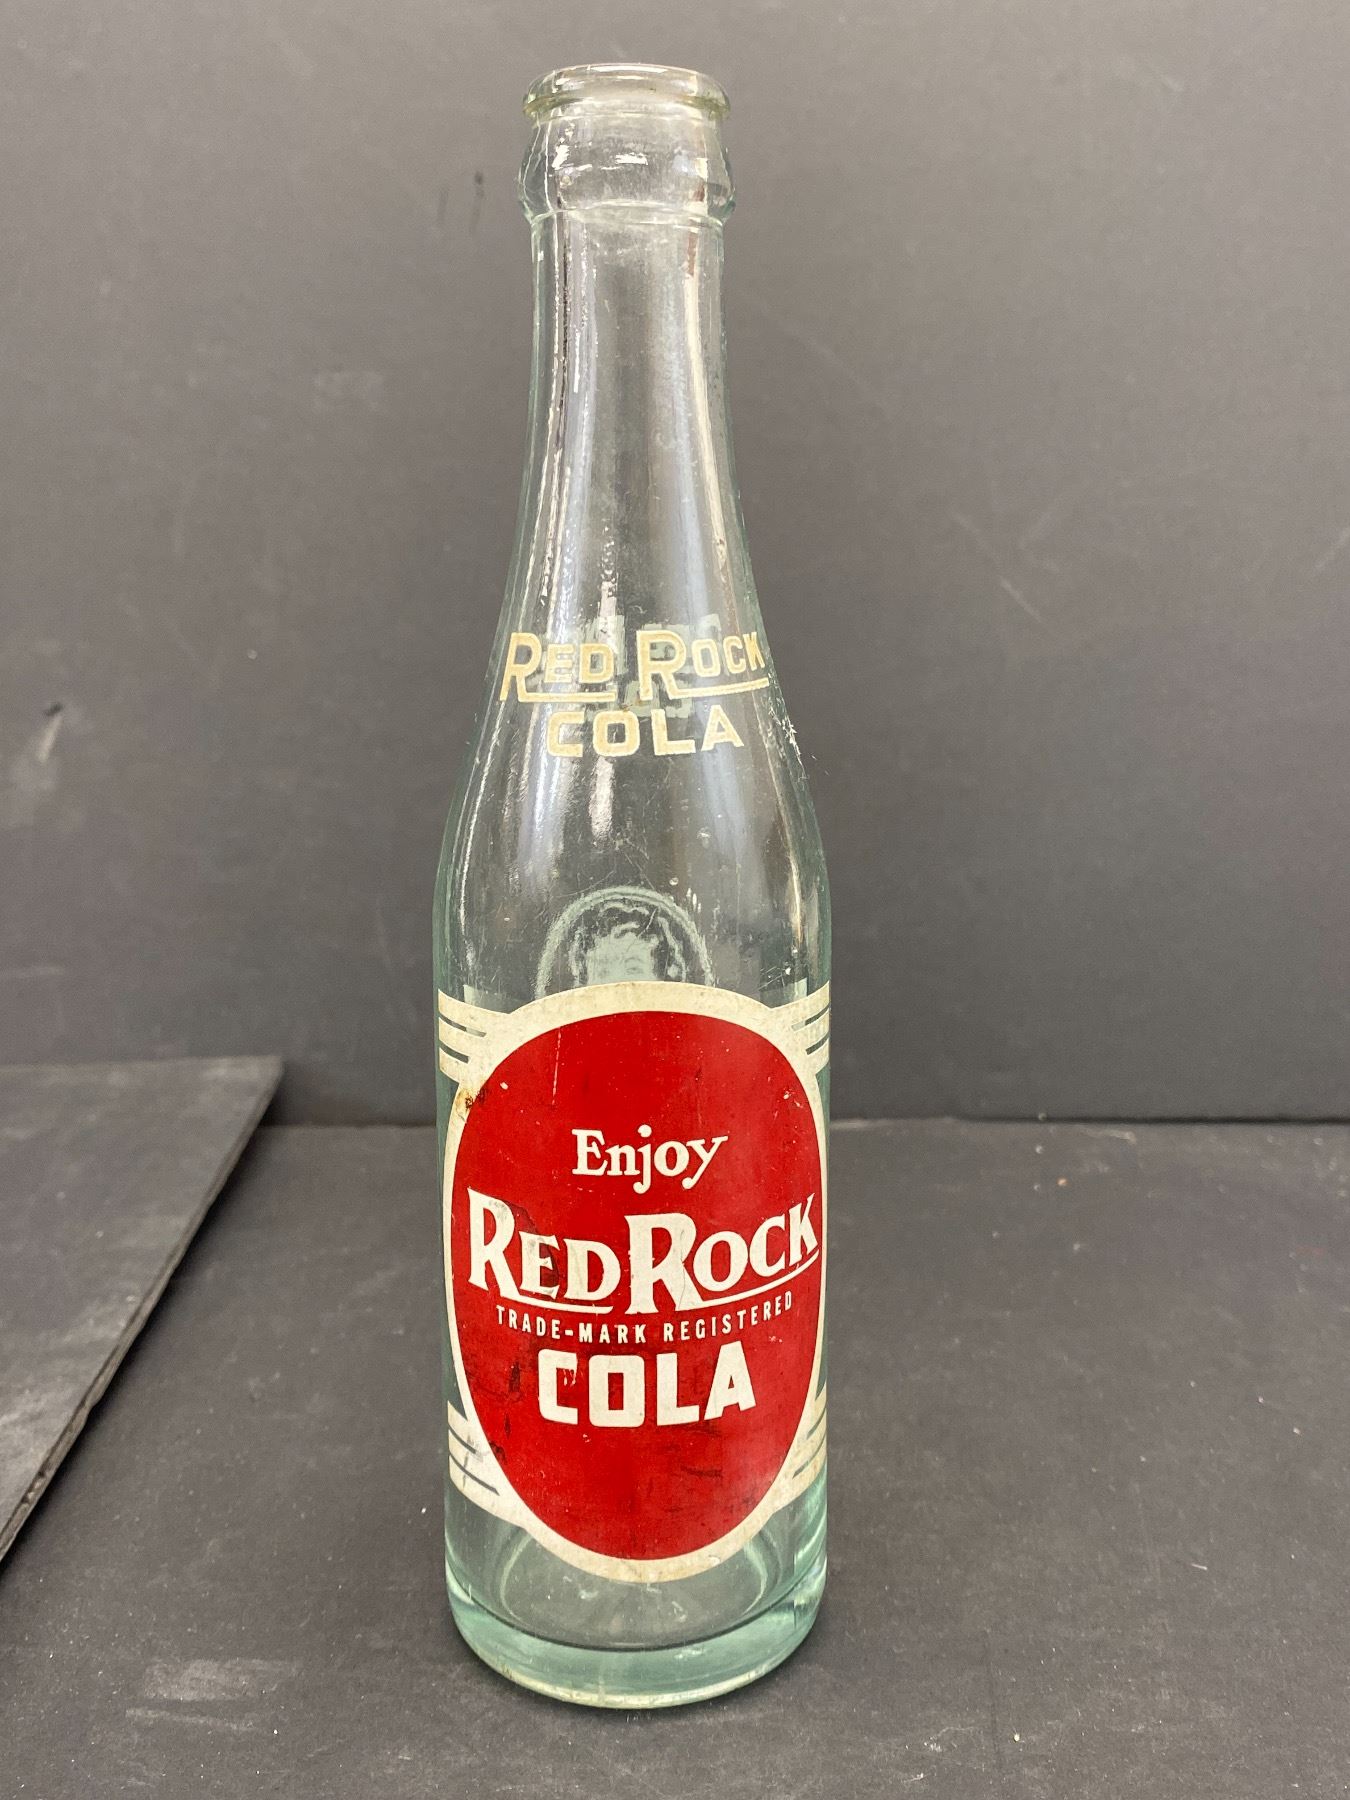 RED ROCK
COLA
Enjoy
RED ROCK
TRADE-MARK REGISTERED
COLA